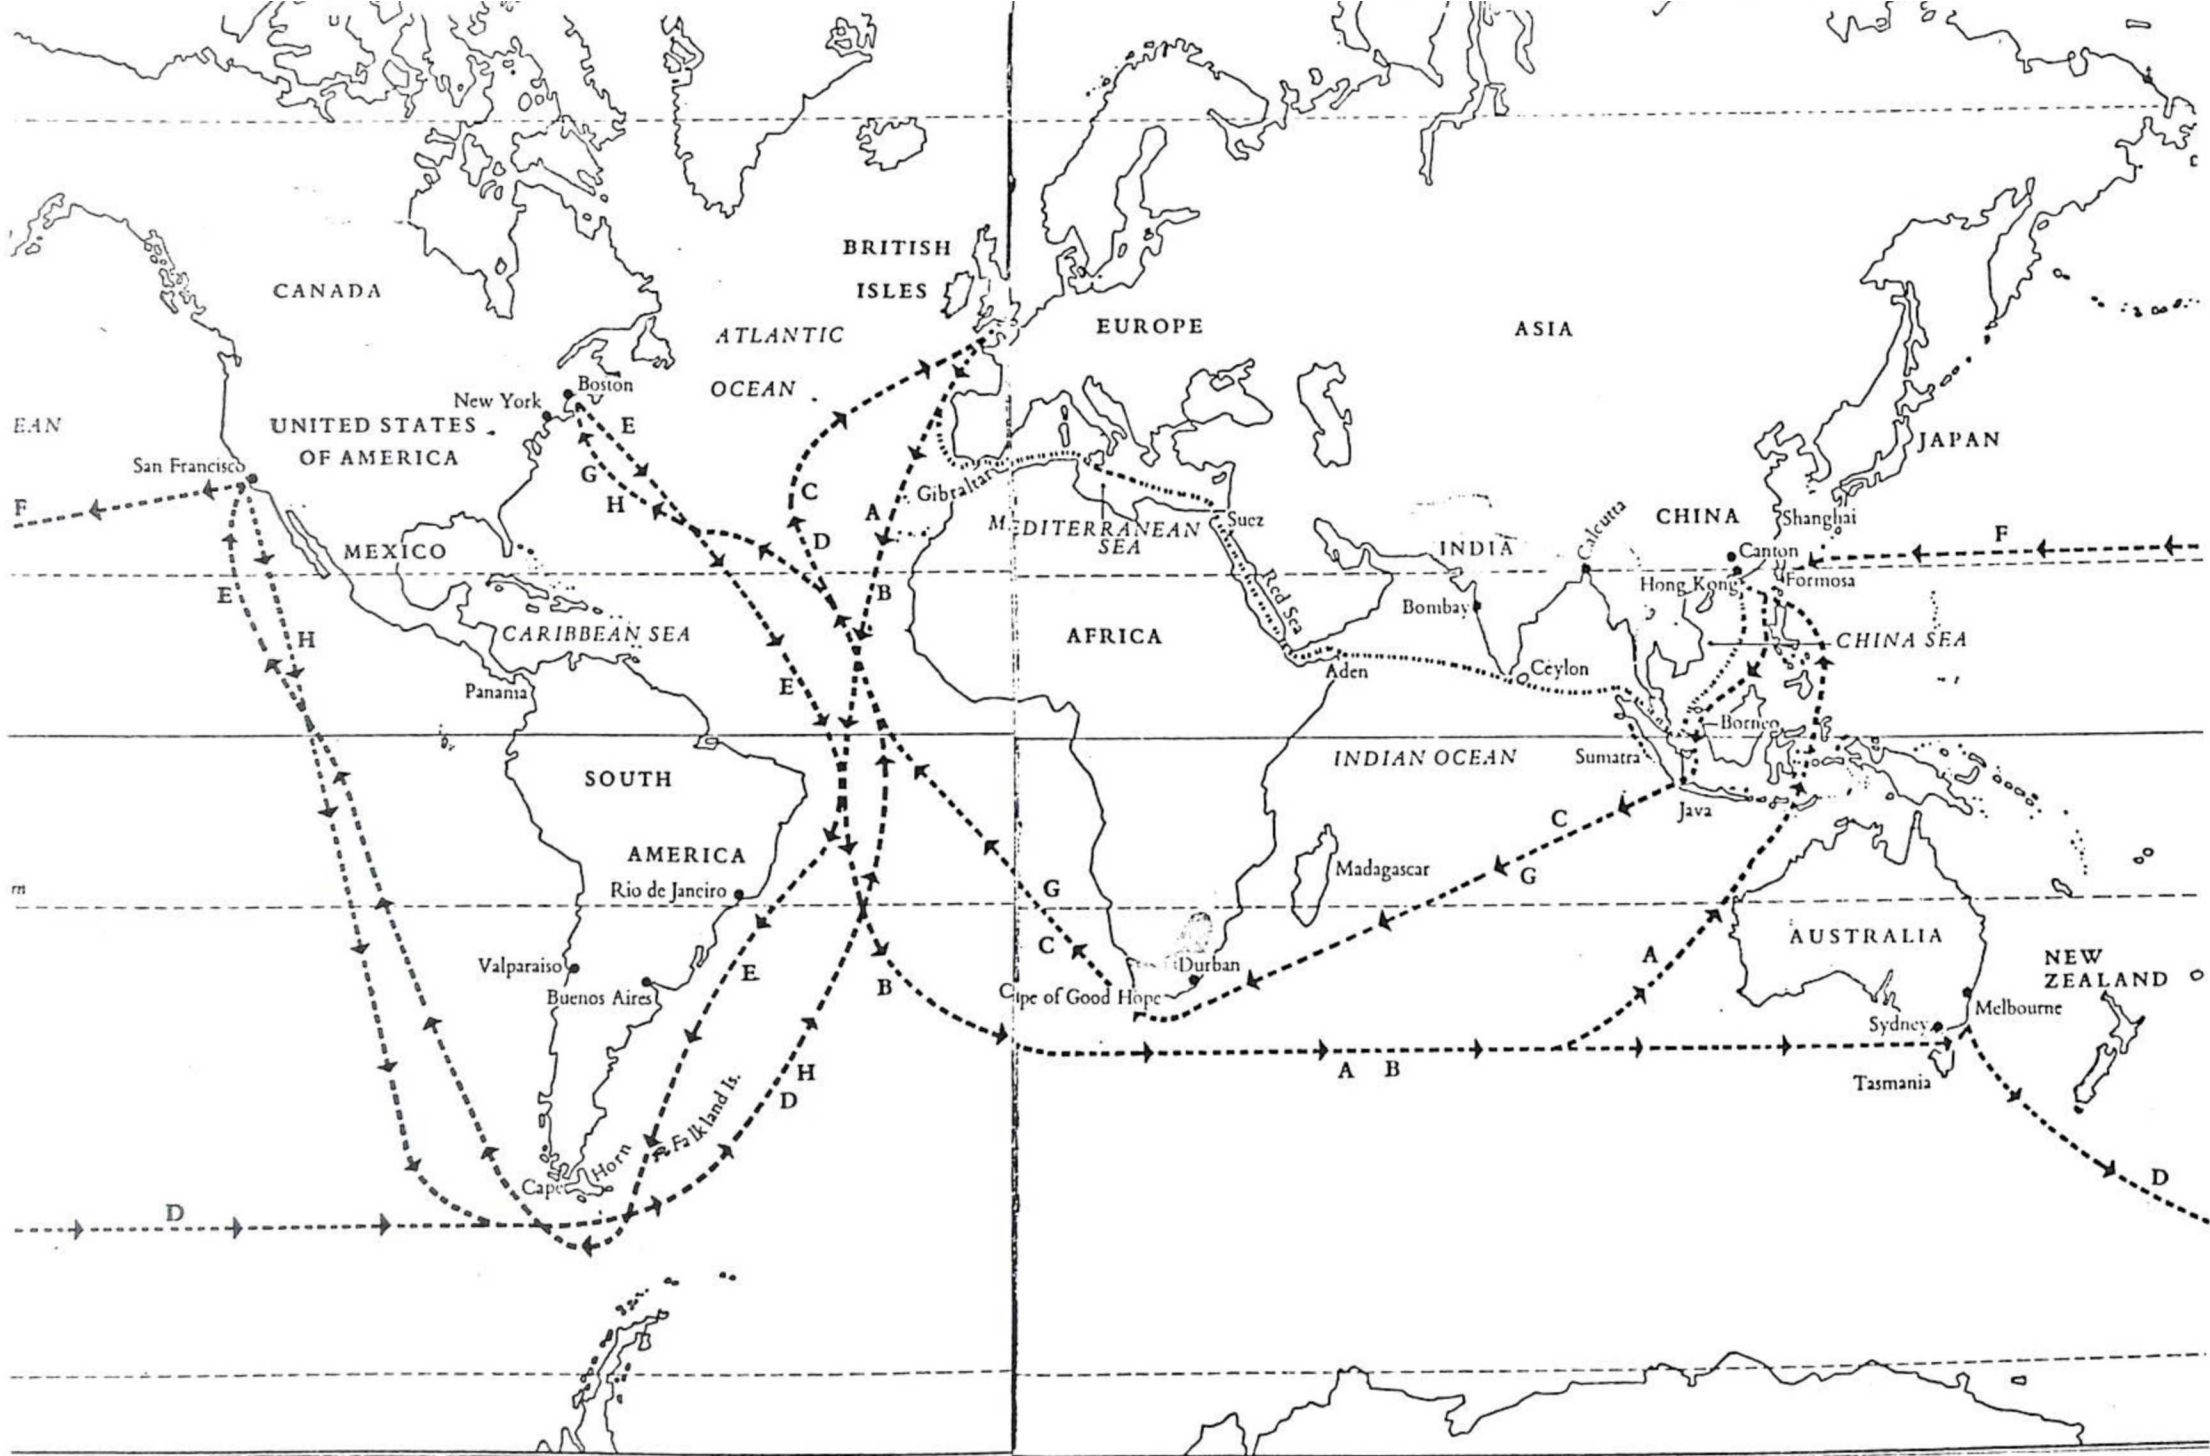 BRITISH
ISLES
CANADA
ATLANTIC
OCEAN
EUROPE
ASIA
Boston
New York
E
EAN
UNITED STATES
OF AMERICA
JAPAN
San Francisco
G
C
Gibraltar
F
H
A
MEDITERRANEAN
SEA
Suez
Calcutta
CHINA
Shanghai
MEXICO
D
INDIA
Canton
F
Hong Kong
Formosa
E
B
Red Sea
Bombay
H
CARIBBEAN SEA
AFRICA
CHINA SEA
Panama
E
Aden
Ceylon
Borneo
SOUTH
INDIAN OCEAN
Sumatra
AMERICA
C
Java
Rio de Janeiro
G
Madagascar
G
rn
C
AUSTRALIA
Valparaiso
E
B
Durban
A
NEW
ZEALAND
Buenos Aires
Cape of Good Hope
Melbourne
Sydney
H
A B
Tasmania
D
Falkland Is.
Cape Horn
D
D